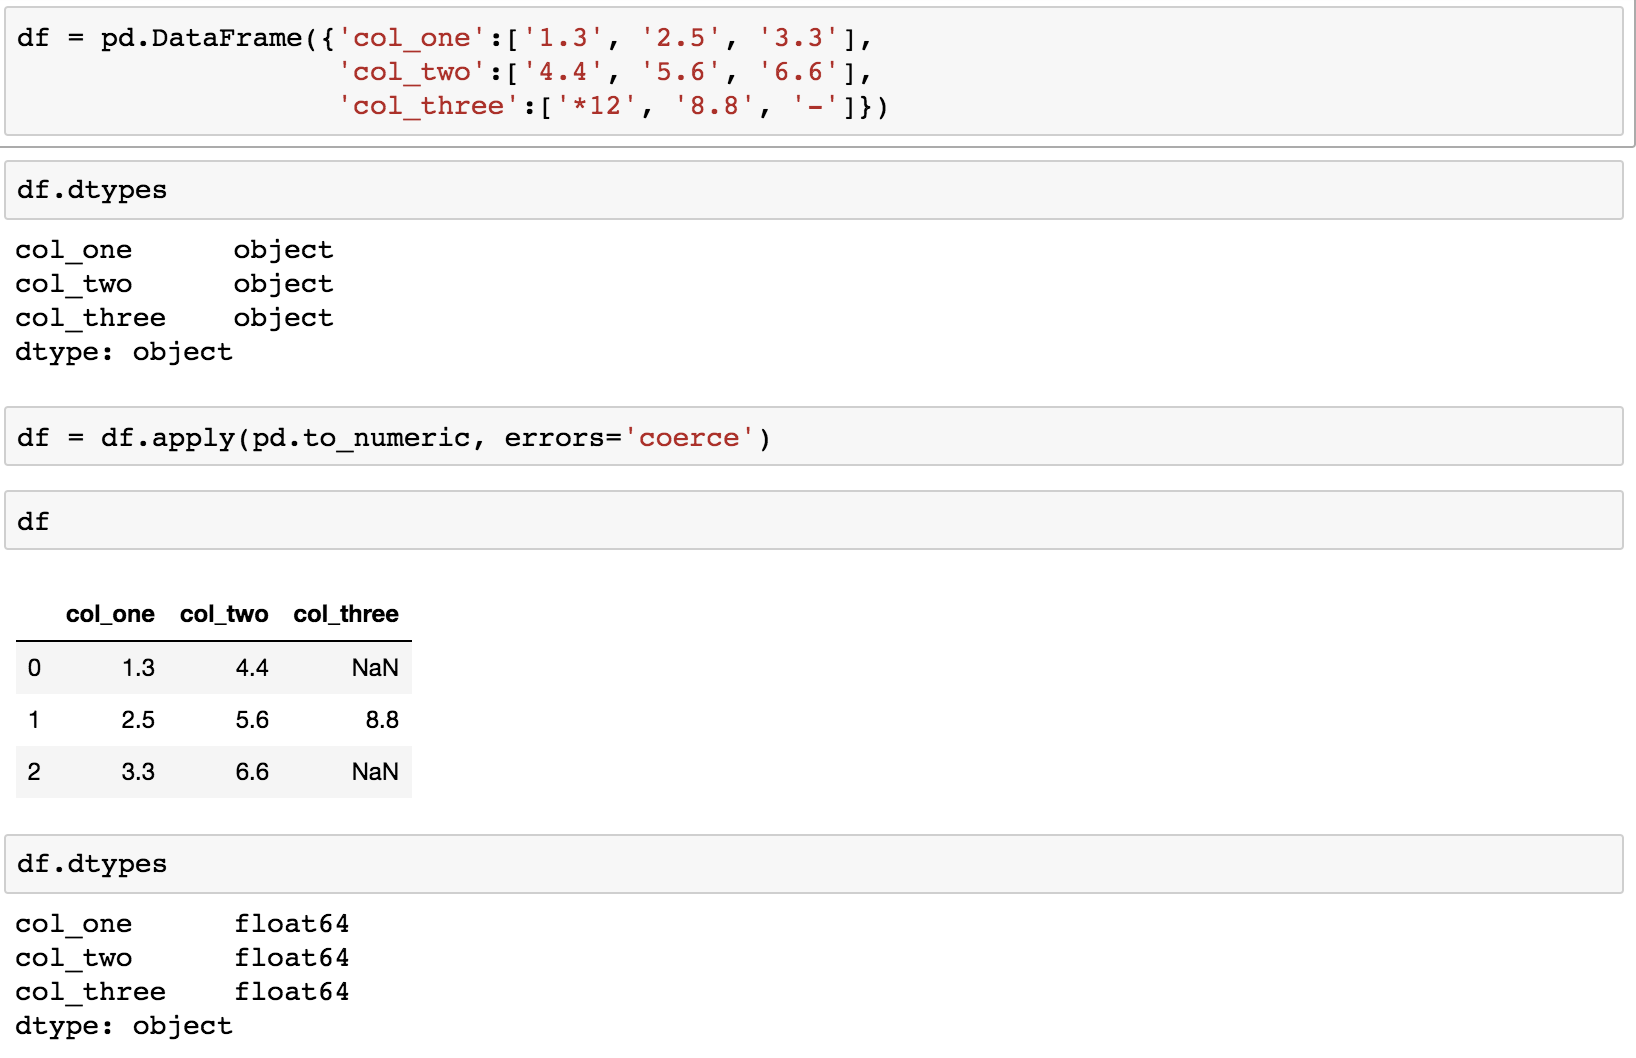 df = pd.DataFrame({'col_one':['1.3', '2.5', '3.3'],
'col_two':['4.4', '5.6', '6.6'],
'col_three':['*12', '8.8', '-']})
df.dtypes
col_one object
col_two object
col_three object
dtype: object
df = df.apply(pd.to_numeric, errors='coerce')
df
col_one col_two col_three
0 1.3 4.4 NaN
1 2.5 5.6 8.8
2 3.3 6.6 NaN
df.dtypes
col_one float64
col_two float64
col_three float64
dtype: object